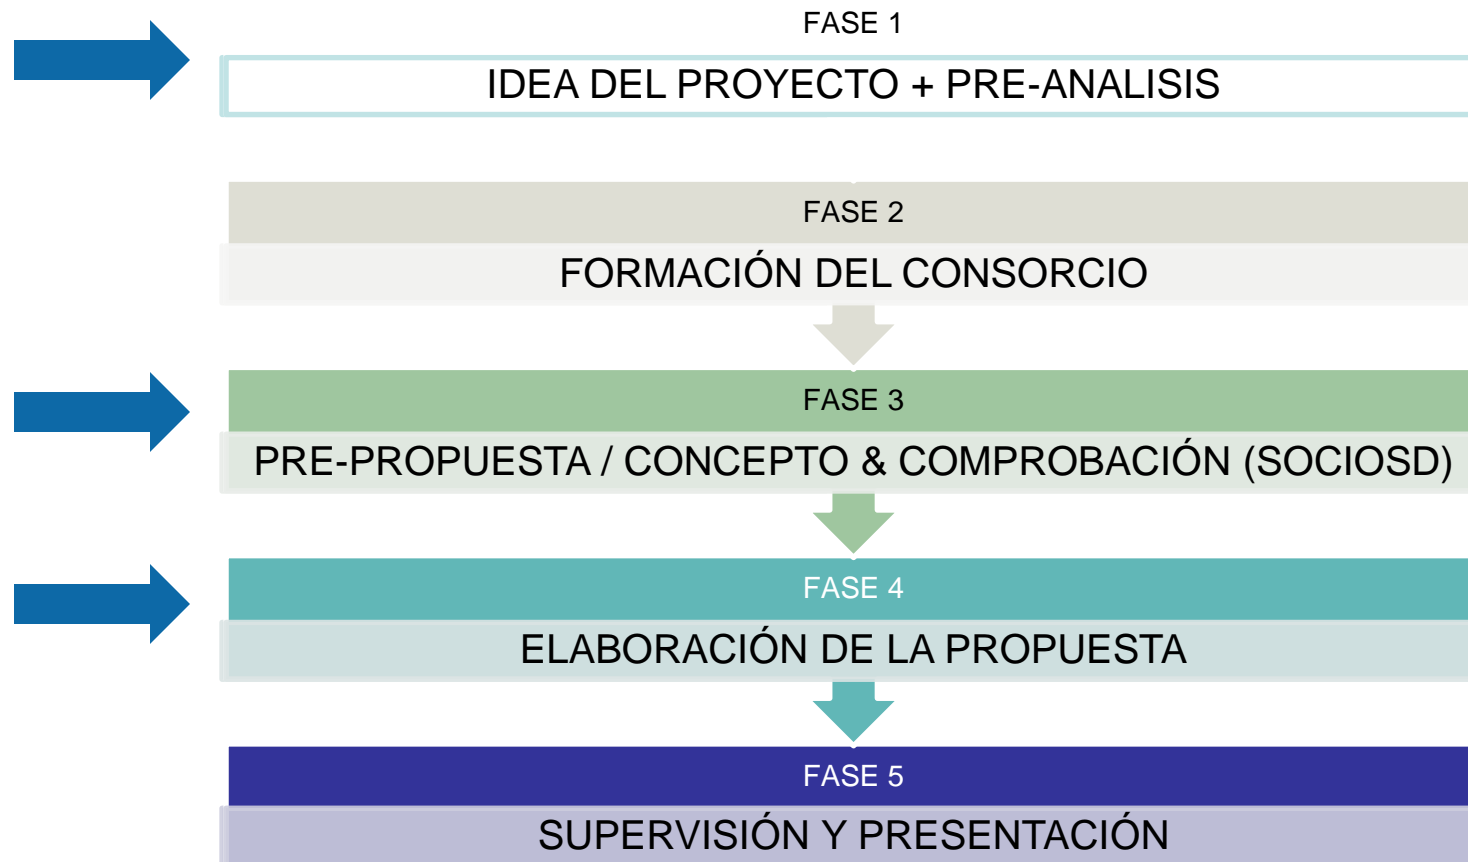 FASE 1
IDEA DEL PROYECTO + PRE-ANALISIS
FASE 2
FORMACIÓN DEL CONSORCIO
FASE 3
PRE-PROPUESTA / CONCEPTO & COMPROBACIÓN (SOCIOSD)
FASE 4
ELABORACIÓN DE LA PROPUESTA
FASE 5
SUPERVISIÓN Y PRESENTACIÓN